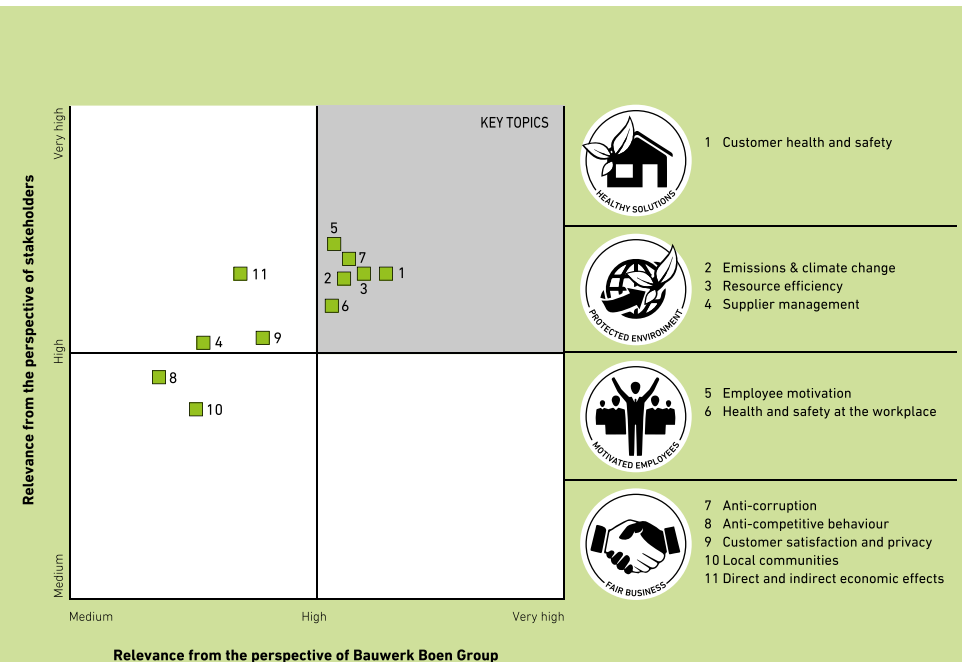 KEY TOPICS
Very high
High
Medium
Relevance from the perspective of stakeholders
5
7
11
2
3
1
6
4
9
8
10
Medium
High
Very high
Relevance from the perspective of Bauwerk Boen Group
HEALTHY SOLUTIONS
1 Customer health and safety
PROTECTED ENVIRONMENT
2 Emissions & climate change
3 Resource efficiency
4 Supplier management
MOTIVATED EMPLOYEES
5 Employee motivation
6 Health and safety at the workplace
FAIR BUSINESS
7 Anti-corruption
8 Anti-competitive behaviour
9 Customer satisfaction and privacy
10 Local communities
11 Direct and indirect economic effects